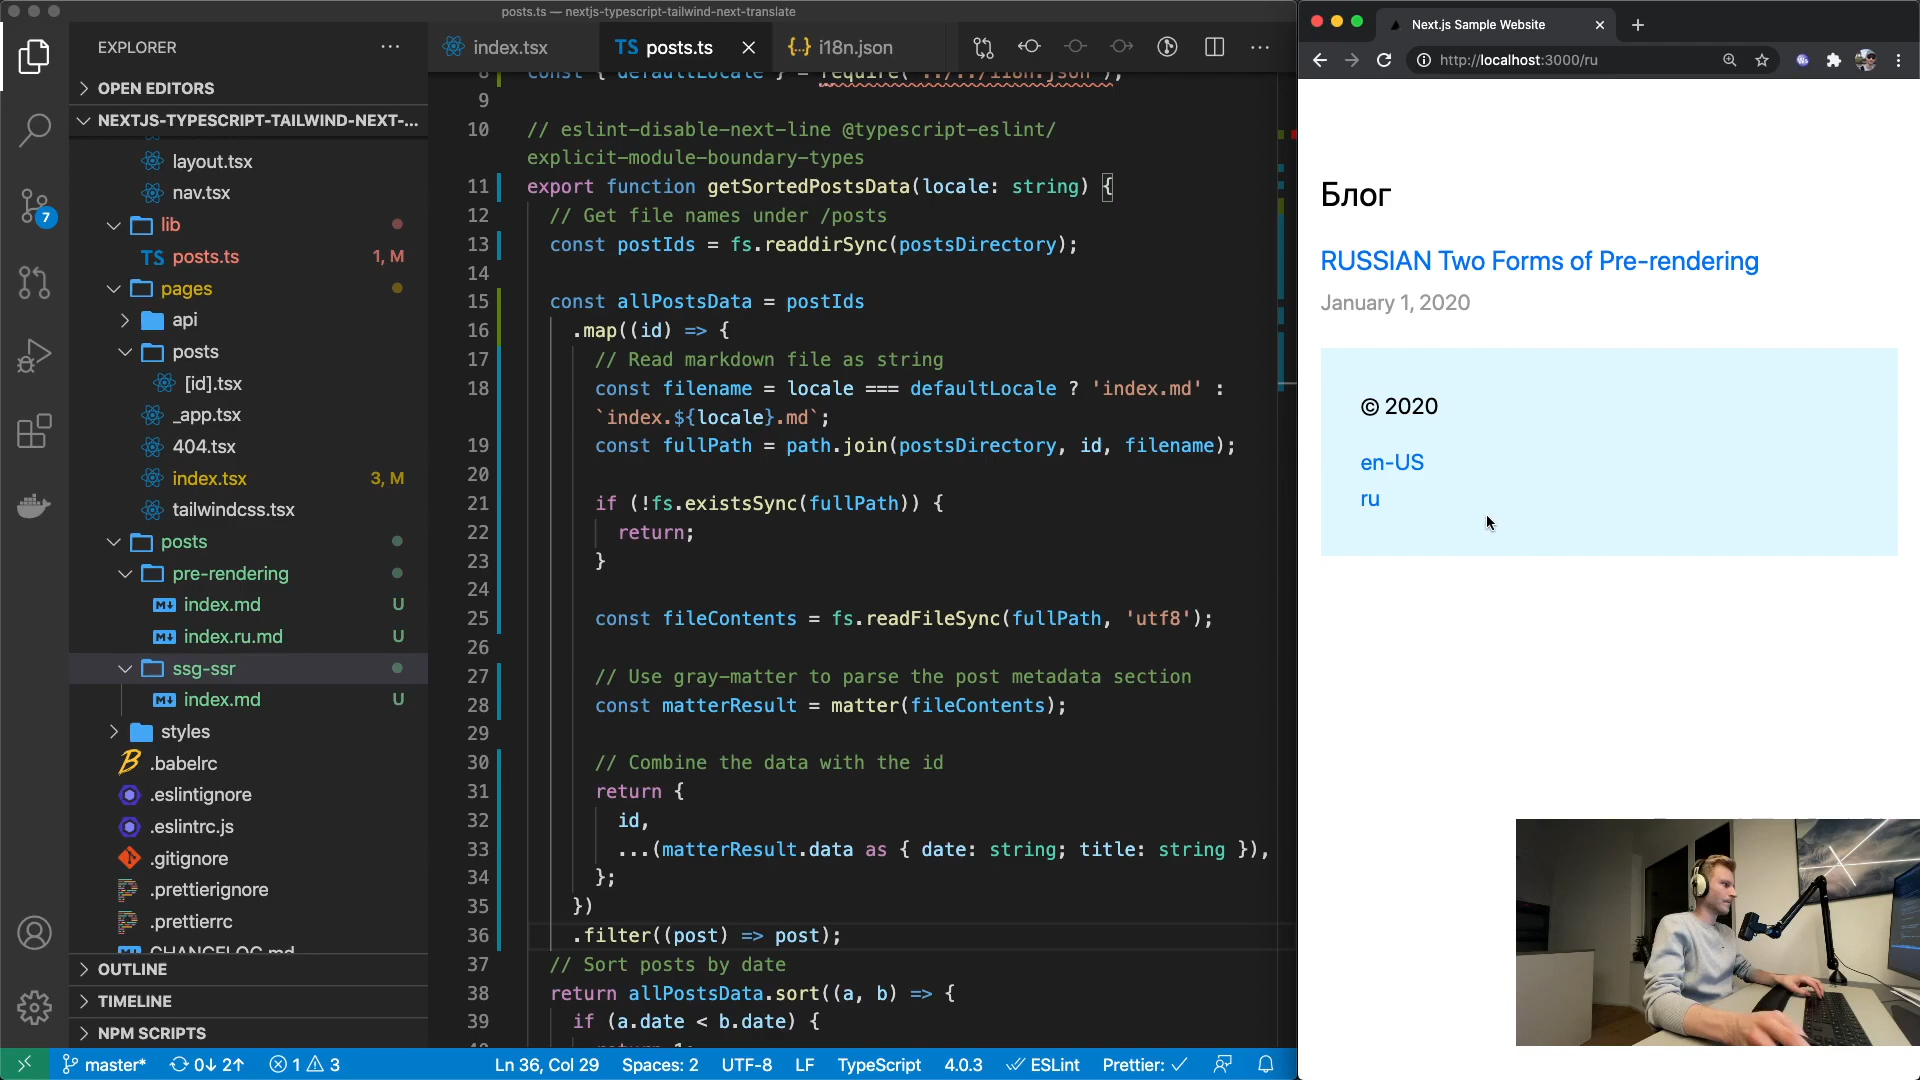 posts.ts — nextjs-typescript-tailwind-next-translate
EXPLORER
OPEN EDITORS
NEXTJS-TYPESCRIPT-TAILWIND-NEXT-...
layout.tsx
nav.tsx
lib
TS posts.ts 1, M
pages
api
posts
[id].tsx
_app.tsx
404.tsx
index.tsx 3, M
tailwindcss.tsx
posts
pre-rendering
index.md U
index.ru.md U
ssg-ssr
index.md U
styles
.babelrc
.eslintignore
.eslintrc.js
.gitignore
.prettierignore
.prettierrc
CHANGELOG.md
OUTLINE
TIMELINE
NPM SCRIPTS
7
index.tsx
TS posts.ts
{..} i18n.json
8 const { defaultLocale } = require('../../i18n.json');
9
10 // eslint-disable-next-line @typescript-eslint/
explicit-module-boundary-types
11 export function getSortedPostsData(locale: string) {
12 // Get file names under /posts
13 const postIds = fs.readdirSync(postsDirectory);
14
15 const allPostsData = postIds
16 .map((id) => {
17 // Read markdown file as string
18 const filename = locale === defaultLocale ? 'index.md' :
`index.${locale}.md`;
19 const fullPath = path.join(postsDirectory, id, filename);
20
21 if (!fs.existsSync(fullPath)) {
22 return;
23 }
24
25 const fileContents = fs.readFileSync(fullPath, 'utf8');
26
27 // Use gray-matter to parse the post metadata section
28 const matterResult = matter(fileContents);
29
30 // Combine the data with the id
31 return {
32 id,
33 ...(matterResult.data as { date: string; title: string }),
34 };
35 })
36 .filter((post) => post);
37 // Sort posts by date
38 return allPostsData.sort((a, b) => {
39 if (a.date < b.date) {
master* 0↓ 2↑ 1 3 Ln 36, Col 29 Spaces: 2 UTF-8 LF TypeScript 4.0.3 ESLint Prettier: ✓
Next.js Sample Website
http://localhost:3000/ru
Блог
RUSSIAN Two Forms of Pre-rendering
January 1, 2020
© 2020
en-US
ru